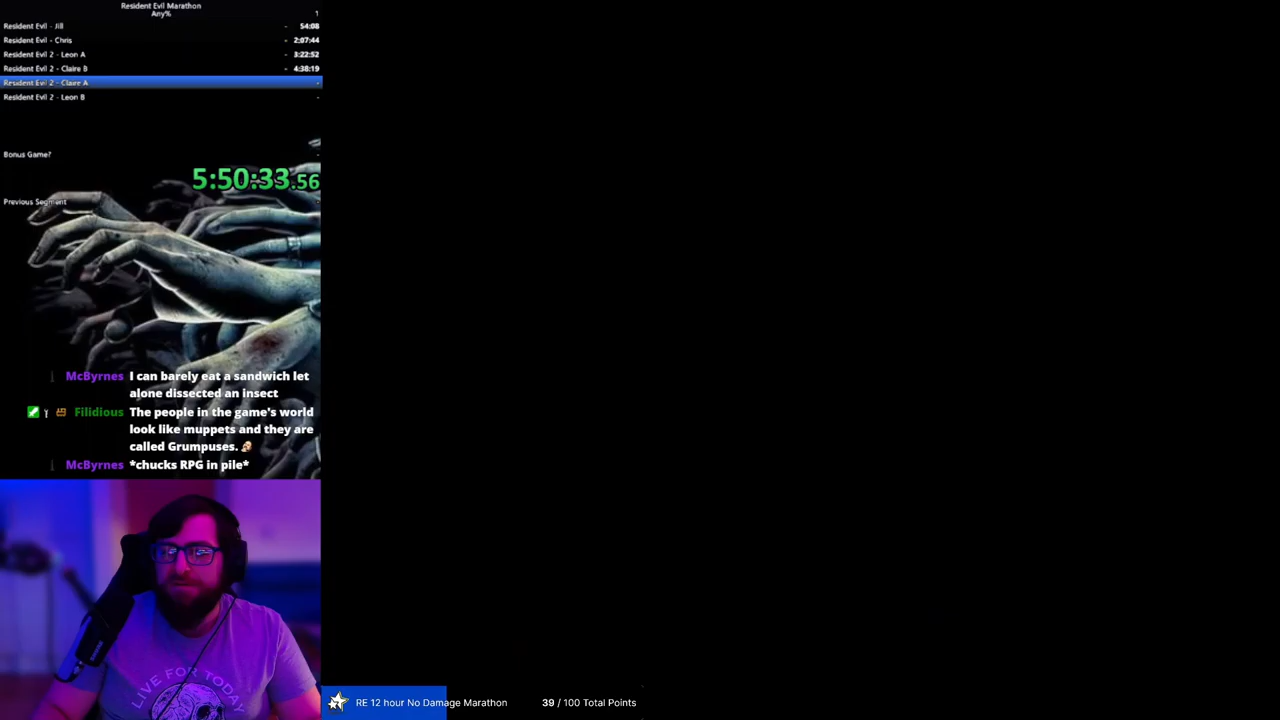 Resident Evil Marathon
Any% 1
Resident Evil - Jill - 54:08
Resident Evil - Chris - 2:07:44
Resident Evil 2 - Leon A - 3:22:52
Resident Evil 2 - Claire B - 4:38:19
Resident Evil 2 - Claire A -
Resident Evil 2 - Leon B -
Bonus Game? -
5:50:33.56
Previous Segment -
McByrnes I can barely eat a sandwich let
alone dissected an insect
Filidious The people in the game's world
look like muppets and they are
called Grumpuses.
McByrnes *chucks RPG in pile*
LIVE FOR TODAY
RE 12 hour No Damage Marathon 39 / 100 Total Points